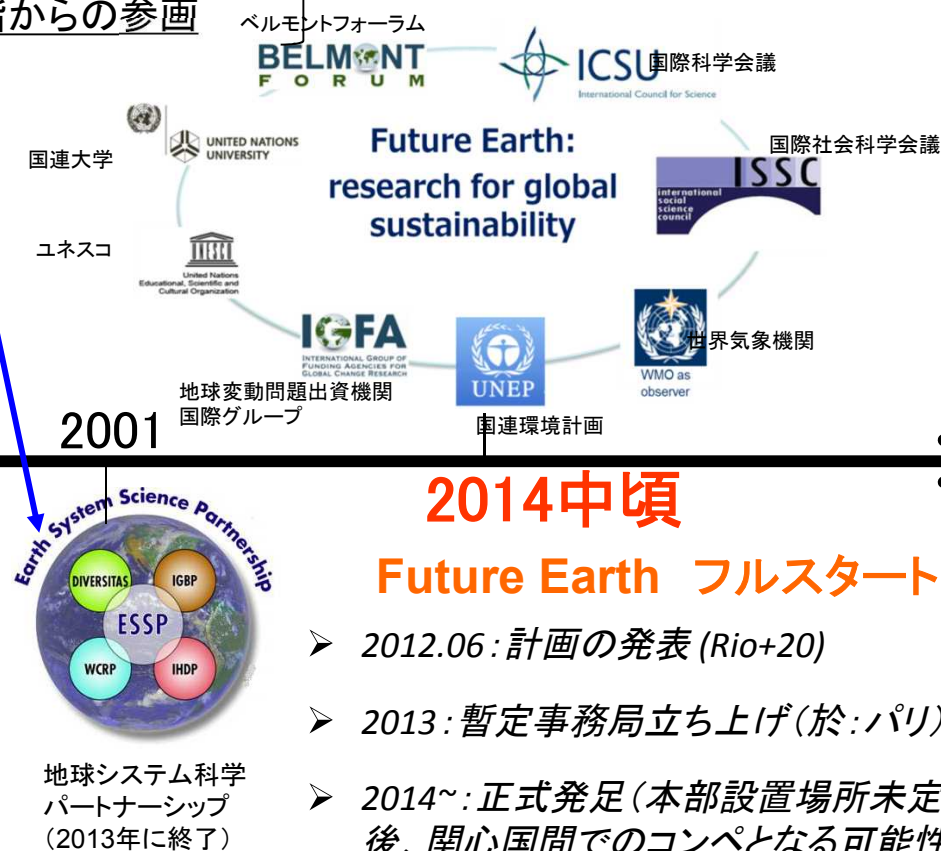 皆からの参画
ベルモントフォーラム
BELMONT
FORUM
ICSU
国際科学会議
International Council for Science
UNITED NATIONS
UNIVERSITY
国連大学
Future Earth:
research for global
sustainability
国際社会科学会議
ISSC
international
social
science
council
ユネスコ
UNESCO
United Nations
Educational, Scientific and
Cultural Organization
IGFA
INTERNATIONAL GROUP OF
FUNDING AGENCIES FOR
GLOBAL CHANGE RESEARCH
地球変動問題出資機関
国際グループ
UNEP
国連環境計画
世界気象機関
WMO as
observer
2001
Earth System Science Partnership
DIVERSITAS
IGBP
ESSP
WCRP
IHDP
地球システム科学
パートナーシップ
(2013年に終了)
2014中頃
Future Earth フルスタート
➢ 2012.06:計画の発表 (Rio+20)
➢ 2013:暫定事務局立ち上げ(於:パリ)
➢ 2014~:正式発足(本部設置場所未定
後、関心国間でのコンペとなる可能性